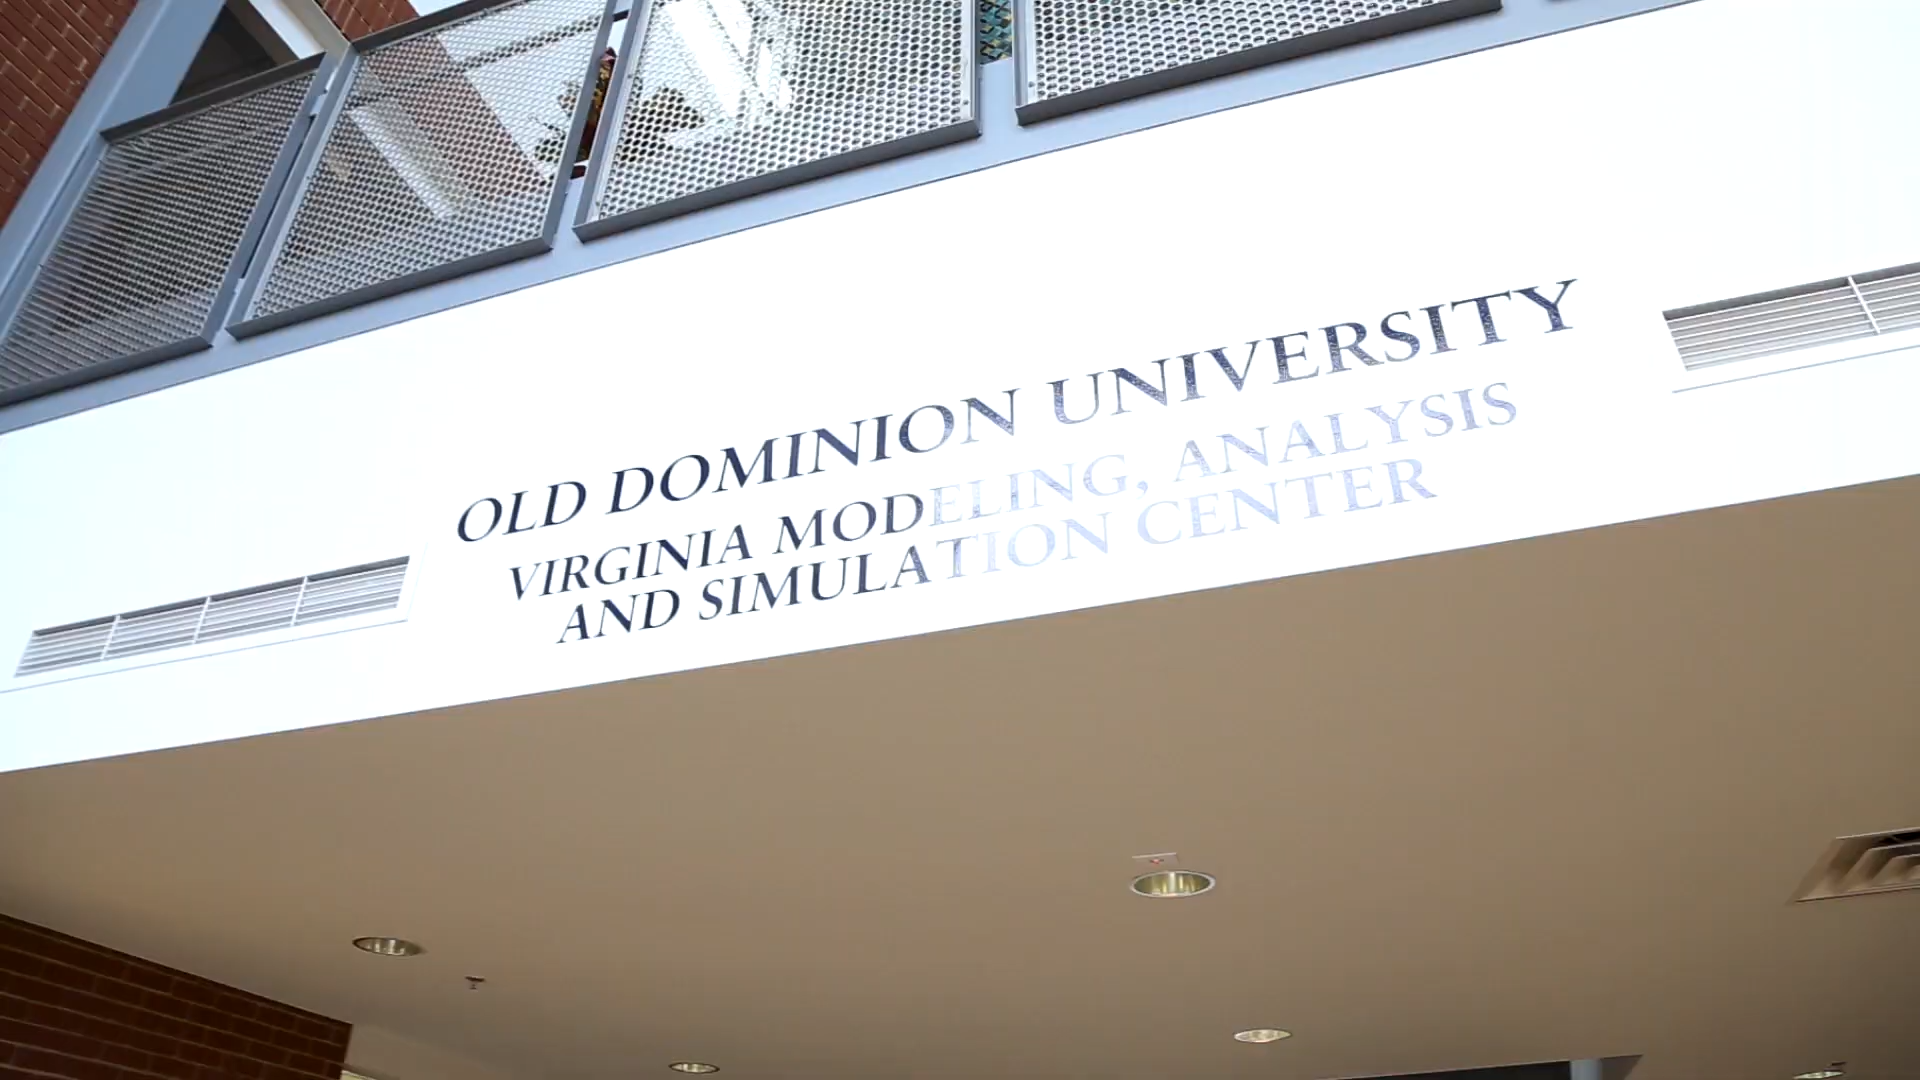 OLD DOMINION UNIVERSITY
VIRGINIA MODELING, ANALYSIS
AND SIMULATION CENTER